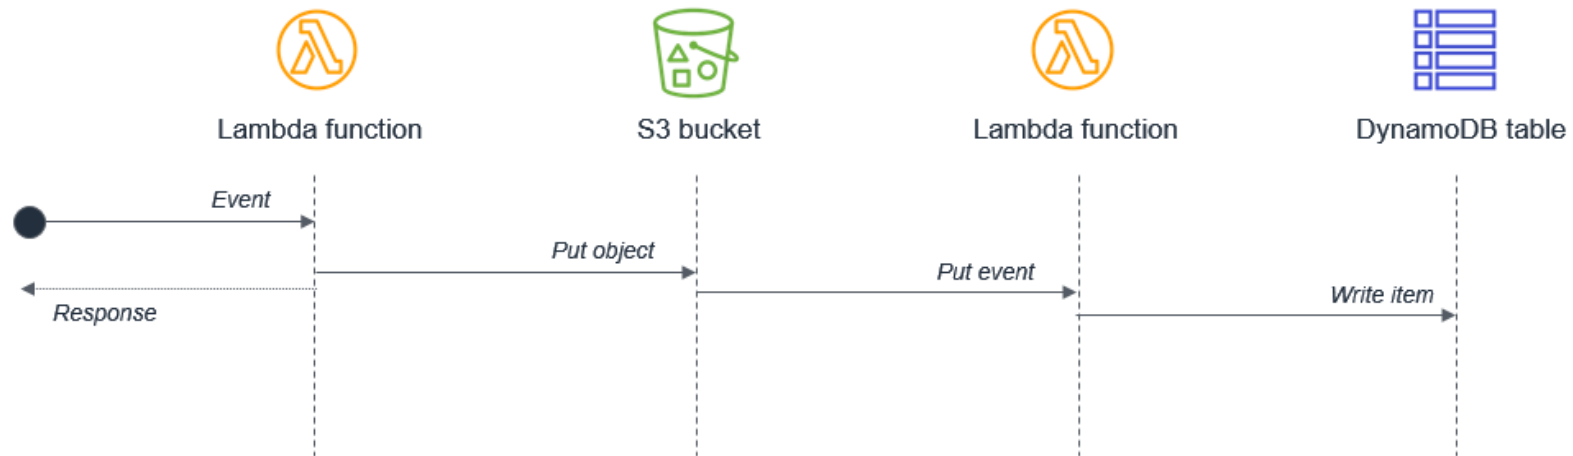 Lambda function
S3 bucket
Lambda function
DynamoDB table
Event
Put object
Put event
Write item
Response